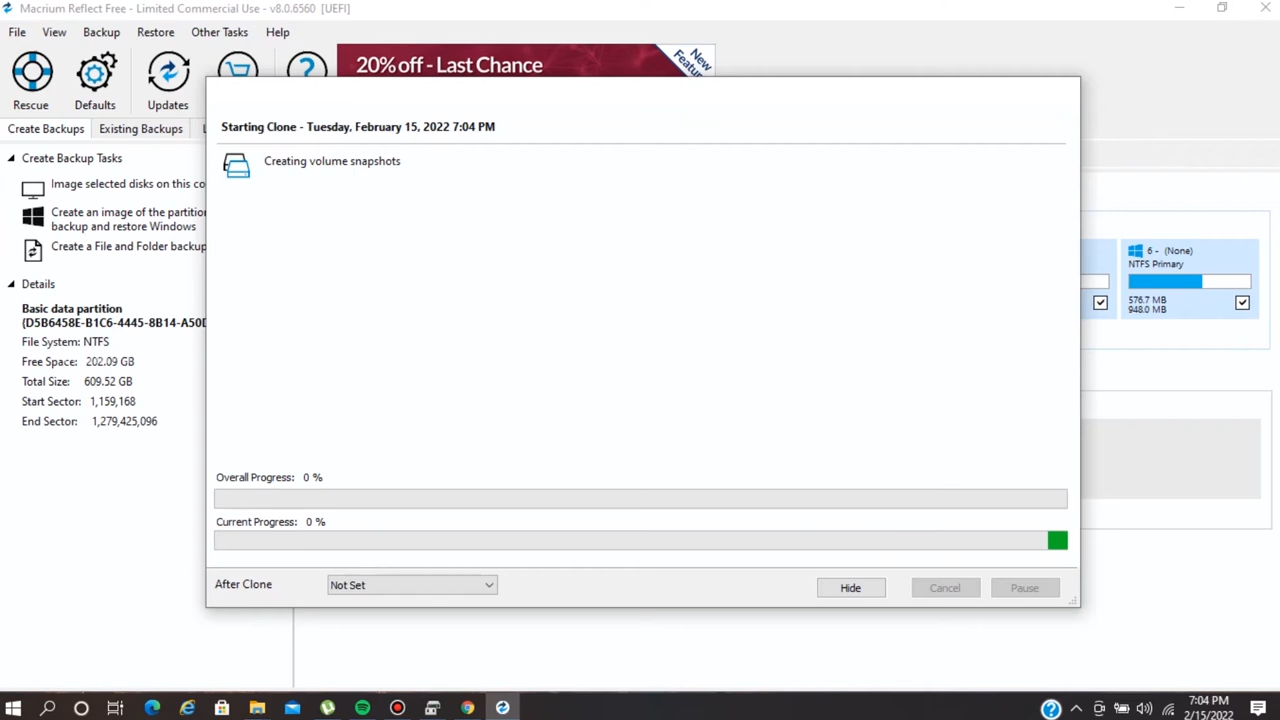 Macrium Reflect Free - Limited Commercial Use - v8.0.6560 [UEFI]
File View Backup Restore Other Tasks Help
20% off - Last Chance
New
Rescue Defaults Updates
Create Backups Existing Backups
Create Backup Tasks
Image selected disks on this co
Create an image of the partition
backup and restore Windows
Create a File and Folder backup
Details
Basic data partition
{D5B6458E-B1C6-4445-8B14-A50D
File System: NTFS
Free Space: 202.09 GB
Total Size: 609.52 GB
Start Sector: 1,159,168
End Sector: 1,279,425,096
Starting Clone - Tuesday, February 15, 2022 7:04 PM
Creating volume snapshots
Overall Progress: 0 %
Current Progress: 0 %
After Clone Not Set Hide Cancel Pause
6 - (None)
NTFS Primary
576.7 MB
948.0 MB
7:04 PM
2/15/2022